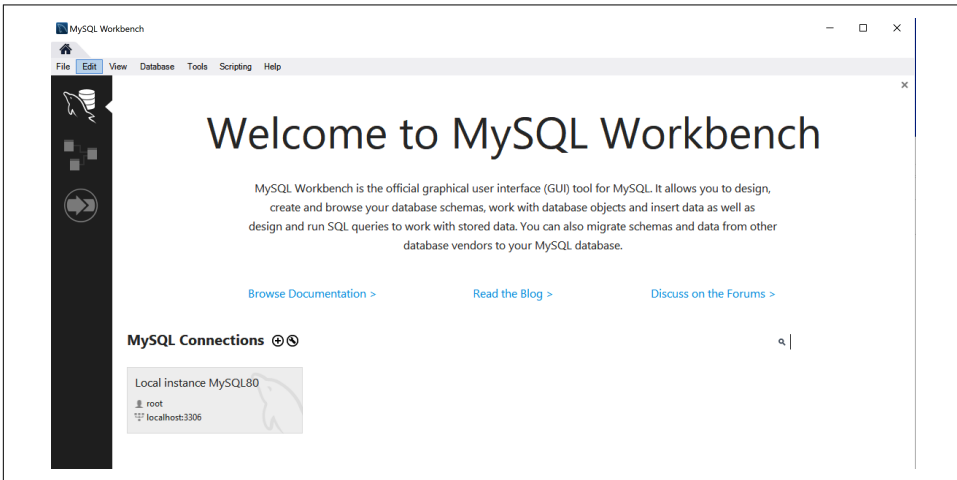 MySQL Workbench
File Edit View Database Tools Scripting Help
Welcome to MySQL Workbench
MySQL Workbench is the official graphical user interface (GUI) tool for MySQL. It allows you to design,
create and browse your database schemas, work with database objects and insert data as well as
design and run SQL queries to work with stored data. You can also migrate schemas and data from other
database vendors to your MySQL database.
Browse Documentation > Read the Blog > Discuss on the Forums >
MySQL Connections
Local instance MySQL80
root
localhost:3306